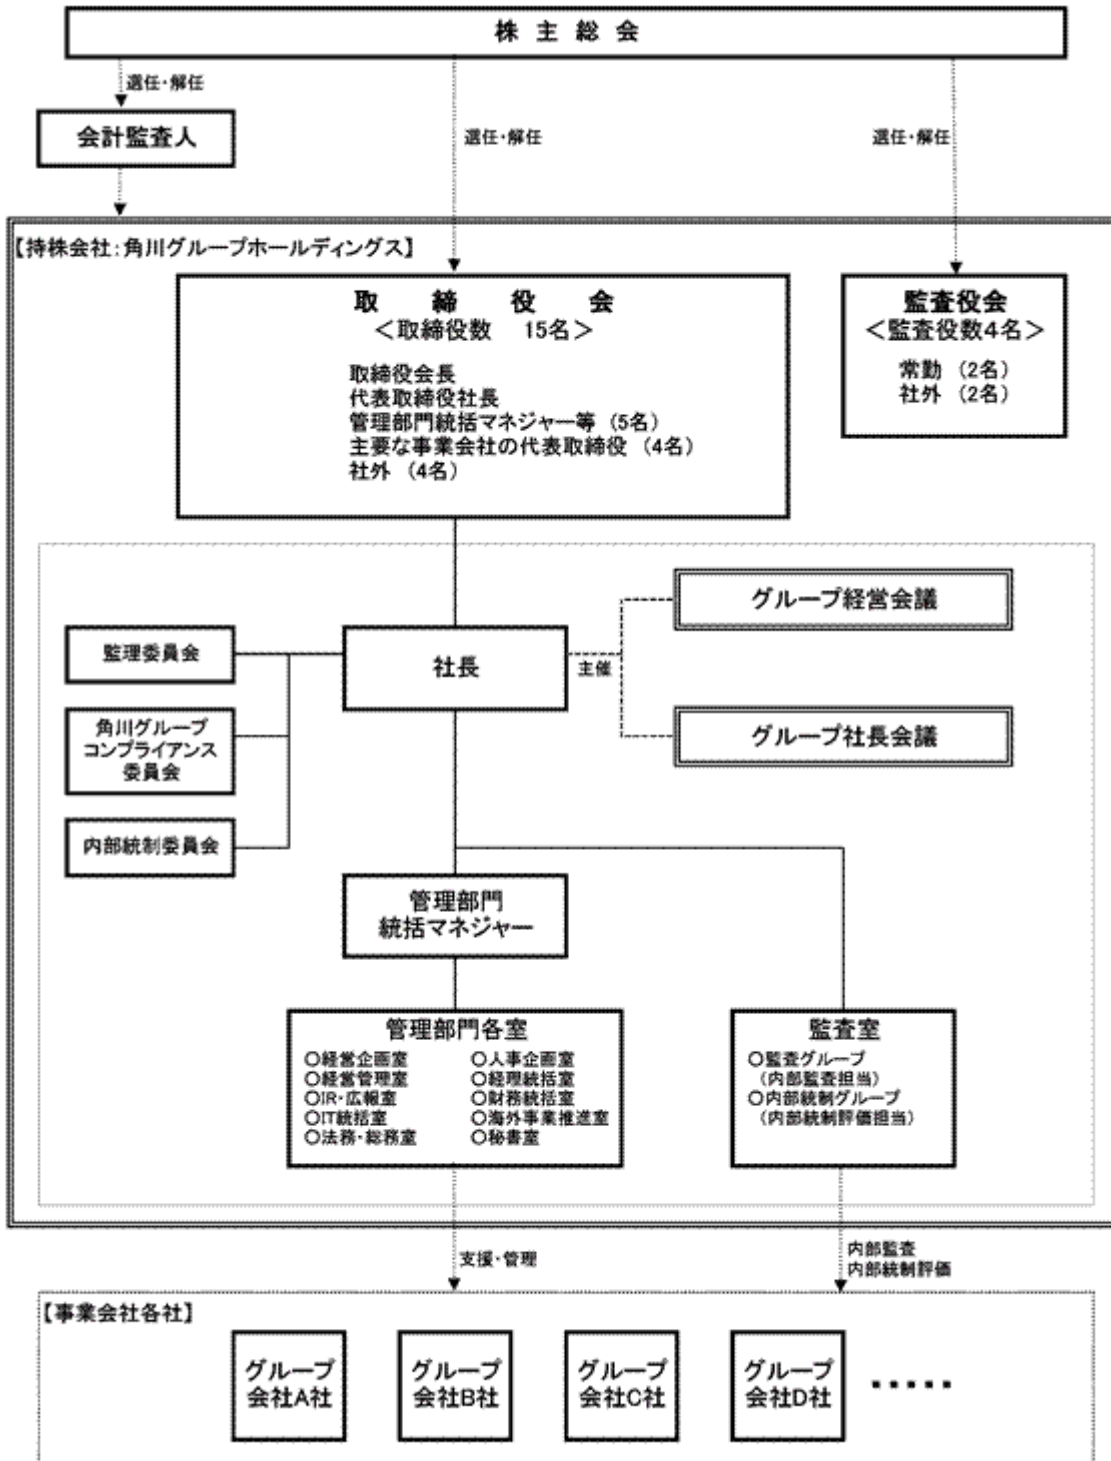 株 主 総 会
選任・解任
会計監査人
選任・解任
選任・解任
【持株会社：角川グループホールディングス】
取 締 役 会
＜取締役数 15名＞
取締役会長
代表取締役社長
管理部門統括マネジャー等 (5名)
主要な事業会社の代表取締役 (4名)
社外 (4名)
監査役会
＜監査役数4名＞
常勤 (2名)
社外 (2名)
グループ経営会議
監理委員会
社長
主催
角川グループ
コンプライアンス
委員会
グループ社長会議
内部統制委員会
管理部門
統括マネジャー
管理部門各室
○経営企画室 ○人事企画室
○経営管理室 ○経理統括室
○IR・広報室 ○財務統括室
○IT統括室 ○海外事業推進室
○法務・総務室 ○秘書室
監査室
○監査グループ
(内部監査担当)
○内部統制グループ
(内部統制評価担当)
支援・管理
内部監査
内部統制評価
【事業会社各社】
グループ
会社A社
グループ
会社B社
グループ
会社C社
グループ
会社D社
・・・・・